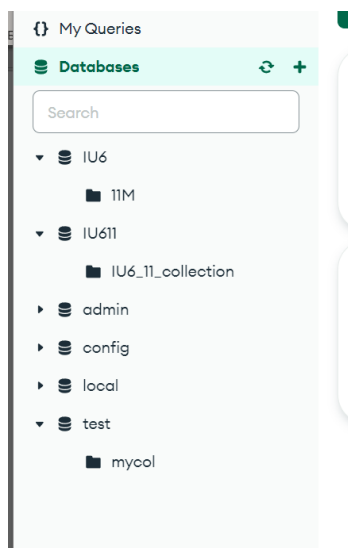 {} My Queries
Databases
Search
IU6
11M
IU611
IU6_11_collection
admin
config
local
test
mycol